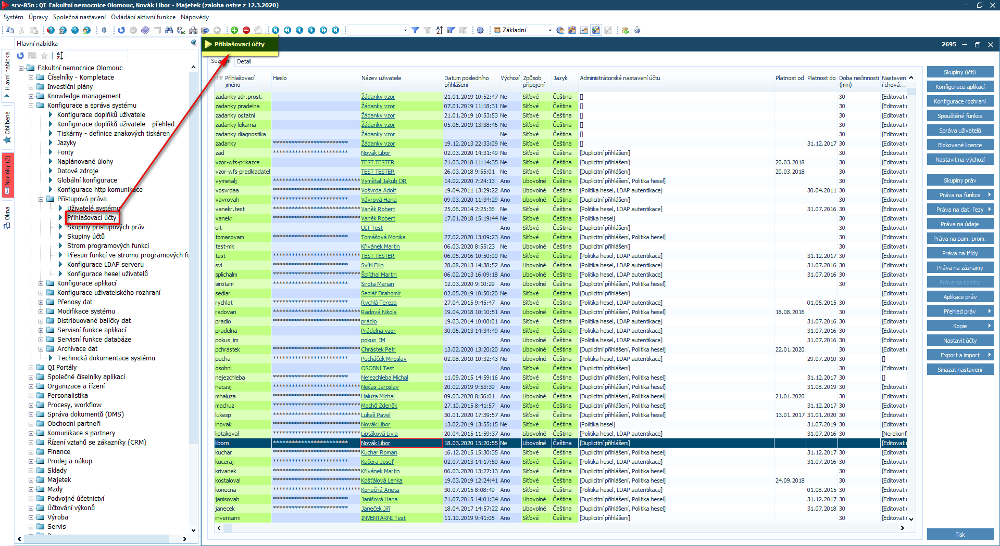 srv-85n : QI  Fakultní nemocnice Olomouc, Novák Libor - Majetek (zaloha ostre z 12.3.2020)
Systém Úpravy Společná nastavení Ovládání aktivní funkce Nápovědy
Základní
Hlavní nabídka
Přihlašovací účty
2695
Hlavní nabídka
Oblíbené
Novinky (2)
Okna
Fakultní nemocnice Olomouc
Číselníky - Kompletace
Investiční plány
Knowledge management
Konfigurace a správa systému
Konfigurace doplňků uživatele
Konfigurace doplňků uživatele - přehled
Tiskárny - definice znakových tiskáren
Jazyky
Fonty
Naplánované úlohy
Datové zdroje
Globální konfigurace
Konfigurace http komunikace
Přístupová práva
Uživatelé systému
Přihlašovací účty
Skupiny přístupových práv
Skupiny účtů
Strom programových funkcí
Přesun funkcí ve stromu programových fu
Konfigurace LDAP serveru
Konfigurace hesel uživatelů
Konfigurace aplikací
Konfigurace uživatelského rozhraní
Přenosy dat
Modifikace systému
Distribuované balíčky dat
Servisní funkce aplikací
Servisní funkce databáze
Archivace dat
Technická dokumentace systému
QI Portály
Společné číselníky aplikací
Organizace a řízení
Personalistika
Procesy, workflow
Správa dokumentů (DMS)
Obchodní partneři
Komunikace s partnery
Řízení vztahů se zákazníky (CRM)
Finance
Prodej a nákup
Sklady
Majetek
Mzdy
Podvojné účetnictví
Účtování výkonů
Výroba
Servis
Seznam Detail
Přihlašovací jméno Heslo Název uživatele Datum posledního přihlášení Výchozí Způsob připojení Jazyk Administrátorská nastavení účtu Platnost od Platnost do Doba nečinnosti (min) Nastavení chová...
zadanky zdr.prost. Žádanky vzor 21.01.2019 10:52:47 Ne Síťové Čeština [] 30 [Editovat u
zadanky pradelna Žádanky vzor 07.01.2019 11:18:31 Ne Síťové Čeština [] 30 [Editovat u
zadanky ostatni Žádanky vzor 21.01.2019 10:53:53 Ne Síťové Čeština [] 30 [Editovat u
zadanky lekarna Žádanky vzor 05.06.2019 13:38:46 Ne Síťové Čeština [] 30 [Editovat u
zadanky diagnostika Žádanky vzor Ne Síťové Čeština [] 30 [Editovat u
zadanky ************************ Žádanky vzor 19.12.2013 22:33:09 Ne Síťové Čeština [] 31.12.2017 30 [Editovat u
zad ************************ Novák Libor 02.03.2020 14:31:49 Ne Síťové Čeština [Duplicitní přihlášení] 30 [Editovat u
vzor-wfs-prikazce TEST TESTER 21.03.2018 11:14:35 Ne Síťové Čeština [Duplicitní přihlášení] 20.03.2018 30 [Editovat u
vzor-wfs-predkladatel TEST TESTER 26.03.2018 9:55:01 Ne Síťové Čeština [Duplicitní přihlášení] 20.03.2018 30 [Editovat u
vymetalj **************************** Vymětal Jakub OR 14.02.2020 7:24:13 Ano Libovolné Čeština [Duplicitní přihlášení, Politika hesel] 30 [Editovat u
vosvrdaa **************************** Vošvrda Adolf 19.04.2011 13:29:22 Ano Libovolné Čeština [Politika hesel, LDAP autentikace] 30.04.2011 30 [Editovat u
vavrovah ************************ Vávrová Hana 09.03.2020 11:34:29 Ano Síťové Čeština [Duplicitní přihlášení] 30 [Editovat u
vanekr.test **************************** Vaněk Robert 25.06.2014 2:25:36 Ne Síťové Čeština [Politika hesel, LDAP autentikace] 31.07.2016 30 [Editovat u
vanekr **************************** Vaněk Robert 17.01.2018 15:19:44 Ne Síťové Čeština [Politika hesel] 30 [Editovat u
uit UIT Test Ano Síťové Čeština [Duplicitní přihlášení] 30 [Editovat u
tomasovam ************************ Tomášová Monika 27.02.2020 13:09:23 Ano Síťové Čeština [Duplicitní přihlášení, Politika hesel] 30 [Editovat u
test-mk Křivánek Martin 06.03.2020 8:55:23 Ne Libovolné Čeština [Duplicitní přihlášení] 30 [Editovat u
test **************************** TEST TESTER 06.05.2016 10:50:00 Ne Síťové Čeština [Politika hesel, LDAP autentikace] 31.12.2017 30 [Editovat u
svi ************************ Svítil Filip 28.08.2013 14:38:52 Ano Libovolné Čeština [Politika hesel, LDAP autentikace] 31.07.2016 30 [Editovat u
splichalm **************************** Šplíchal Martin 06.02.2013 16:09:18 Ano Libovolné Čeština [Politika hesel, LDAP autentikace] 31.07.2016 30 [Editovat u
sirotam ************************ Sirota Marian 12.03.2020 9:10:29 Ano Libovolné Čeština [Duplicitní přihlášení, Politika hesel] 30 [Editovat u
sedlar Sedlář Drahomír 02.05.2019 10:50:20 Ne Síťové Čeština [Duplicitní přihlášení] [Editovat u
rychlat ************************ Rychlá Tereza 27.04.2015 9:45:47 Ano Libovolné Čeština [Politika hesel, LDAP autentikace] 01.05.2015 30 [Editovat u
radovan **************************** Radová Nikola 19.04.2018 10:10:51 Ano Libovolné Čeština [Duplicitní přihlášení, Politika hesel] 18.08.2016 30 [Editovat u
pradlo **************************** prádlo 19.03.2014 10:00:01 Ano Síťové Čeština [Politika hesel, LDAP autentikace] 31.07.2016 30 [Editovat u
pradelna Prádelna vzor 30.06.2013 14:34:49 Ano Síťové Čeština [Politika hesel, LDAP autentikace] 31.07.2016 30 [Editovat u
pokus_im pokus_IM Ano Libovolné Čeština [Politika hesel, LDAP autentikace] 31.07.2016 30 [Editovat u
pchrastek **************************** Chrástek Petr 13.02.2020 13:20:20 Ano Libovolné Čeština [Duplicitní přihlášení, Politika hesel] 22.01.2020 30 [Editovat u
pecha ************************ Pecháček Miroslav 02.08.2010 10:32:43 Ne Libovolné Čeština [Politika hesel, LDAP autentikace] 29.07.2010 30 []
osobni OSOBNI Test Ano Síťové Čeština [Duplicitní přihlášení] 30 [Editovat u
nejezchleba ************************ Nejezchleba Michal 11.09.2015 14:59:16 Ano Síťové Čeština [Duplicitní přihlášení, Politika hesel] 31.12.2017 30 []
necasj **************************** Nečas Jaroslav 20.02.2019 9:53:39 Ano Síťové Čeština [Duplicitní přihlášení, Politika hesel] 31.08.2019 30 [Editovat u
mhaluza **************************** Haluza Michal 09.03.2020 8:56:01 Ano Libovolné Čeština [Duplicitní přihlášení, Politika hesel] 21.01.2020 30 [Editovat u
machuz **************************** Machů Zdeněk 27.10.2015 8:41:57 Ano Síťové Čeština [Duplicitní přihlášení, Politika hesel] 31.12.2017 30 [Editovat u
lukesp **************************** Lukeš Pavel 30.01.2020 17:39:57 Ano Síťové Čeština [Duplicitní přihlášení, Politika hesel] 13.01.2017 31.01.2020 30 [Editovat u
lnovak **************************** Novák Libor 13.02.2019 13:55:15 Ne Síťové Čeština [Politika hesel] 31.07.2019 30 [Editovat u
liptakoval **************************** Liptáková Livia 20.04.2015 11:59:37 Ano Libovolné Čeština [Politika hesel, LDAP autentikace] 31.07.2016 30 [Nerekonf
liborn ************************ Novák Libor 18.03.2020 15:20:55 Ne Libovolné Čeština [Duplicitní přihlášení] [Editovat u
kuchar **************************** Kuchar Roman 16.12.2015 15:30:35 Ano Síťové Čeština [Duplicitní přihlášení, Politika hesel] 31.12.2017 30 [Editovat u
kuceraj ************************ Kučera Josef 02.07.2013 14:17:50 Ano Síťové Čeština [Politika hesel, LDAP autentikace] 31.07.2016 30 [Editovat u
krivanek **************************** Křivánek Martin 06.03.2020 13:27:13 Ano Síťové Čeština [Duplicitní přihlášení] 30 [Editovat u
kostaloval **************************** Košťálová Lenka 19.03.2019 12:24:41 Ano Síťové Čeština [Duplicitní přihlášení, Politika hesel] 24.09.2018 30 [Editovat u
konecna **************************** Konečná Aneta 30.07.2015 8:08:49 Ano Síťové Čeština [Politika hesel, LDAP autentikace] 01.08.2015 30 [Editovat u
janisovah ************************ Janišová Hana 21.07.2015 14:01:34 Ano Libovolné Čeština [Duplicitní přihlášení, Politika hesel] 31.12.2017 30 [Editovat u
janecek ************************ Janeček Jiří 18.04.2017 14:57:22 Ano Libovolné Čeština [Duplicitní přihlášení, Politika hesel] 31.07.2018 30 [Editovat u
inventarni INVENTARNI Test 11.10.2019 9:41:06 Ano Síťové Čeština [Duplicitní přihlášení] 30 [Editovat u
Skupiny účtů
Konfigurace aplikací
Konfigurace rozhraní
Spouštěné funkce
Správa uživatelů
Blokované licence
Nastavit na výchozí
Skupiny práv
Práva na funkce
Práva na dat. řezy
Práva na údaje
Práva na pam. prom.
Práva na třídy
Práva na záznamy
Práva na kostky
Aplikace práv
Přehled práv
Kopie
Nastavit účty
Export a import
Smazat nastavení
Tisk